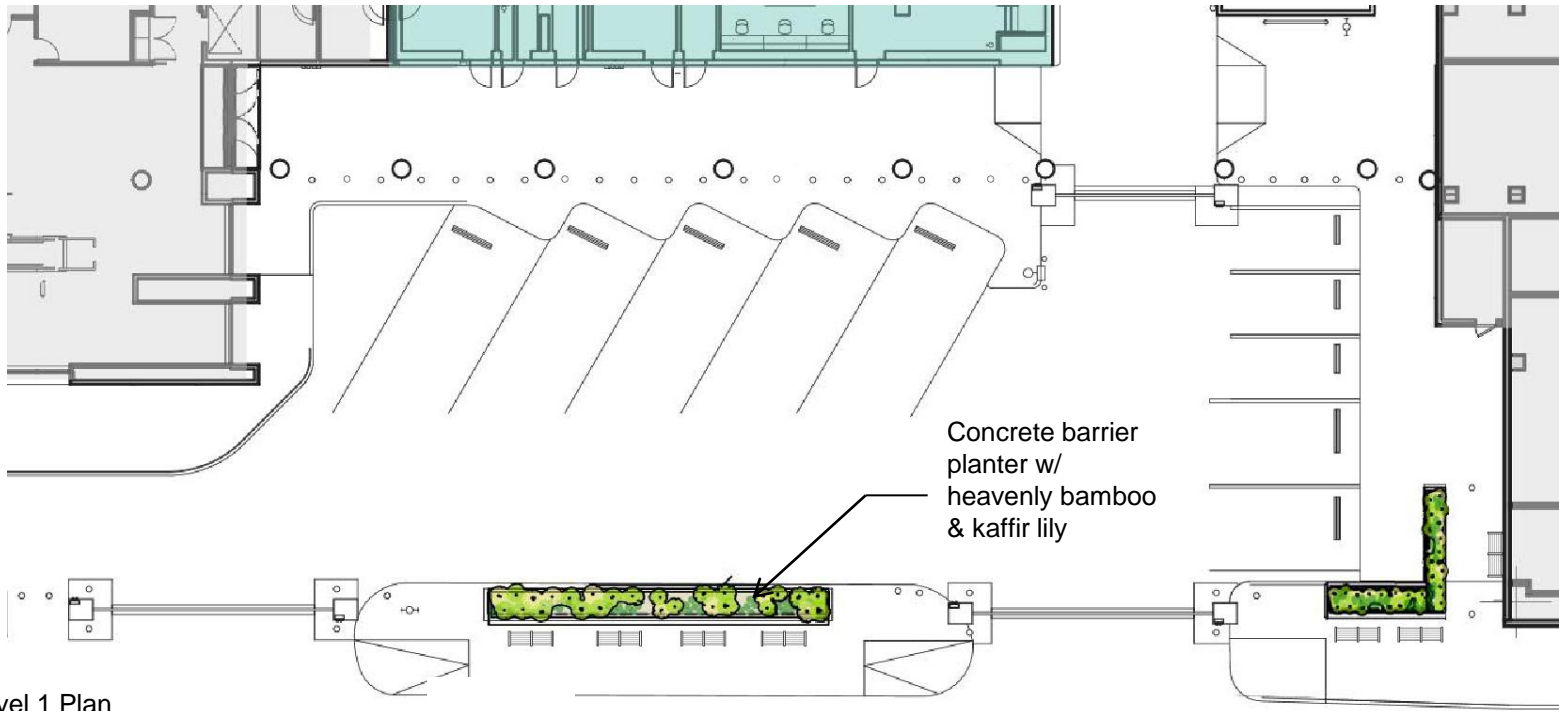 Concrete barrier
planter w/
heavenly bamboo
& kaffir lily
vel 1 Plan